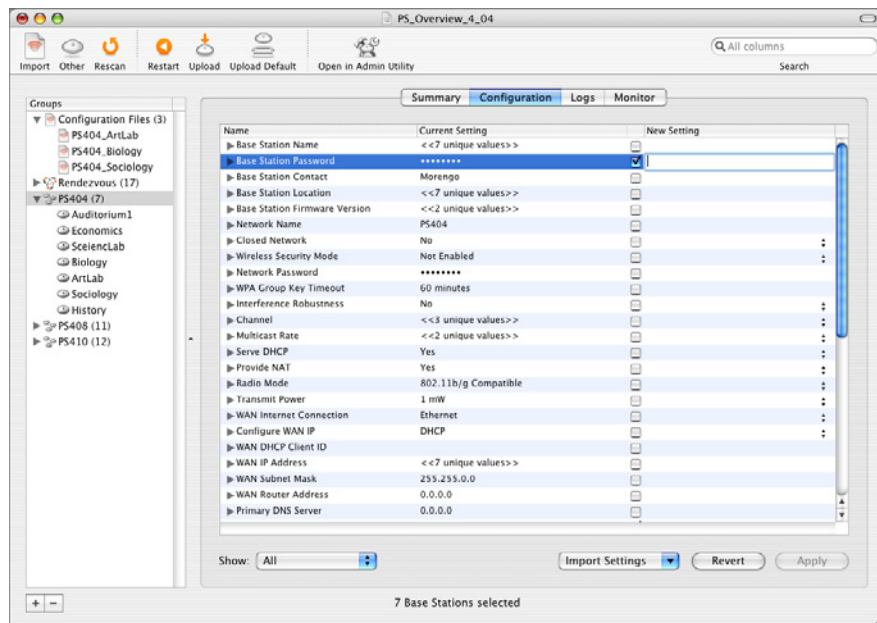 PS_Overview_4_04
Import Other Rescan Restart Upload Upload Default Open in Admin Utility
All columns
Search
Summary Configuration Logs Monitor
Groups
Configuration Files (3)
PS404_ArtLab
PS404_Biology
PS404_Sociology
Rendezvous (17)
PS404 (7)
Auditorium1
Economics
SceiencLab
Biology
ArtLab
Sociology
History
PS408 (11)
PS410 (12)
Name Current Setting New Setting
Base Station Name <<7 unique values>>
Base Station Password ••••••••
Base Station Contact Morengo
Base Station Location <<7 unique values>>
Base Station Firmware Version <<2 unique values>>
Network Name PS404
Closed Network No
Wireless Security Mode Not Enabled
Network Password ••••••••
WPA Group Key Timeout 60 minutes
Interference Robustness No
Channel <<3 unique values>>
Multicast Rate <<2 unique values>>
Serve DHCP Yes
Provide NAT Yes
Radio Mode 802.11b/g Compatible
Transmit Power 1 mW
WAN Internet Connection Ethernet
Configure WAN IP DHCP
WAN DHCP Client ID
WAN IP Address <<7 unique values>>
WAN Subnet Mask 255.255.0.0
WAN Router Address 0.0.0.0
Primary DNS Server 0.0.0.0
Show: All Import Settings Revert Apply
+ − 7 Base Stations selected